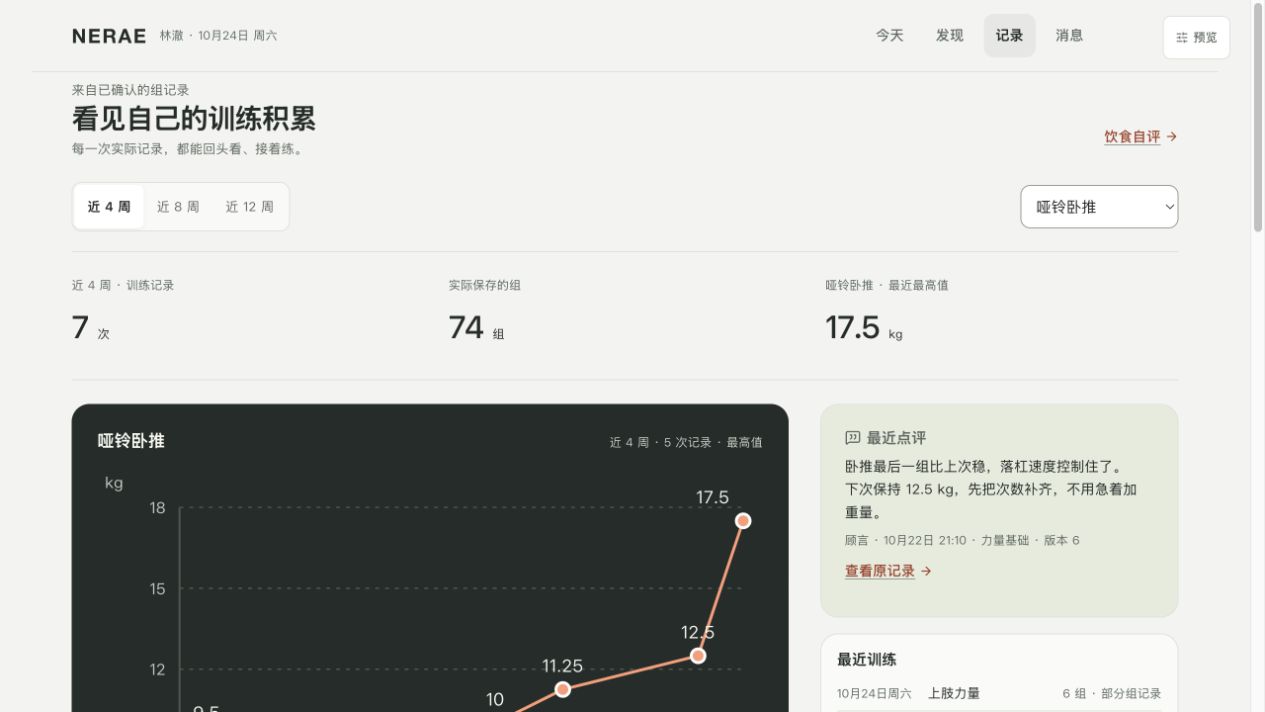 NERAE 林澈 · 10月24日 周六
今天 发现 记录 消息 预览
来自已确认的组记录
看见自己的训练积累
每一次实际记录，都能回头看、接着练。
饮食自评 →
近 4 周 近 8 周 近 12 周
哑铃卧推
近 4 周 · 训练记录
7 次
实际保存的组
74 组
哑铃卧推 · 最近最高值
17.5 kg
哑铃卧推
近 4 周 · 5 次记录 · 最高值
kg
18
15
12
17.5
12.5
11.25
10
9.5
最近点评
卧推最后一组比上次稳，落杠速度控制住了。
下次保持 12.5 kg，先把次数补齐，不用急着加
重量。
顾言 · 10月22日 21:10 · 力量基础 · 版本 6
查看原记录 →
最近训练
10月24日周六 上肢力量 6 组 · 部分组记录